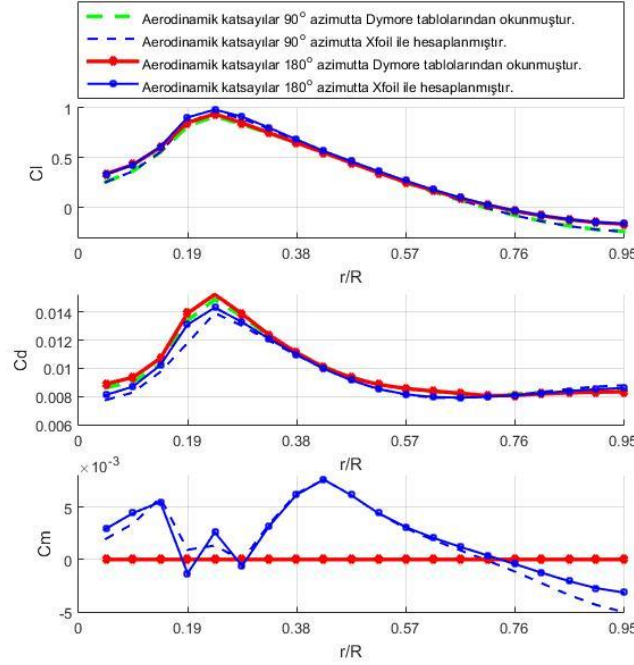 Aerodinamik katsayılar 90° azimutta Dymore tablolarından okunmuştur.
Aerodinamik katsayılar 90° azimutta Xfoil ile hesaplanmıştır.
Aerodinamik katsayılar 180° azimutta Dymore tablolarından okunmuştur.
Aerodinamik katsayılar 180° azimutta Xfoil ile hesaplanmıştır.
1
0.5
0
Cl
0 0.19 0.38 0.57 0.76 0.95
r/R
0.014
0.012
0.01
0.008
0.006
Cd
0 0.19 0.38 0.57 0.76 0.95
r/R
×10⁻³
5
0
-5
Cm
0 0.19 0.38 0.57 0.76 0.95
r/R